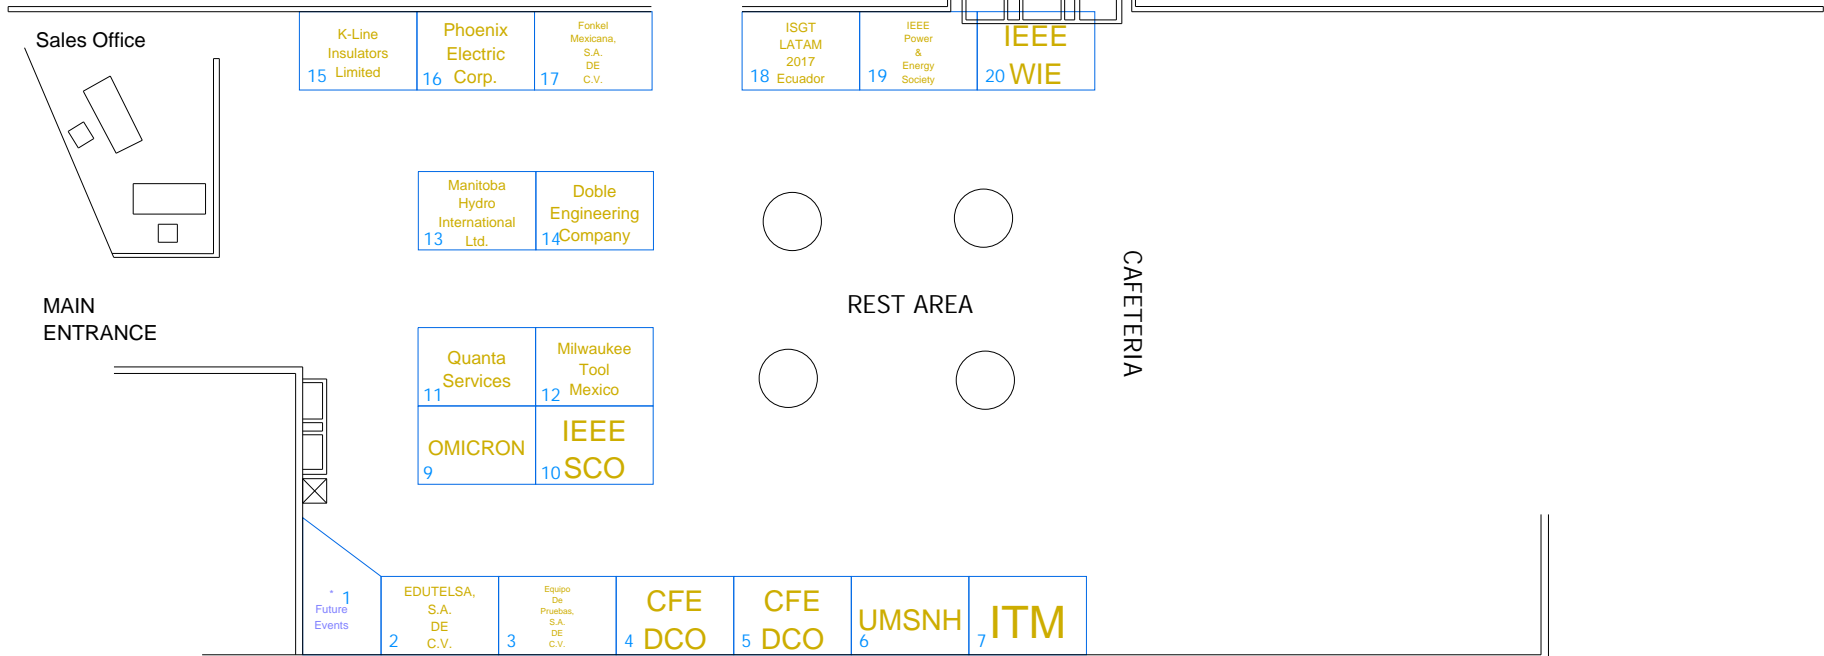 Sales Office
K-Line
Insulators
Limited
15
Phoenix
Electric
Corp.
16
Fonkel
Mexicana,
S.A.
DE
C.V.
17
ISGT
LATAM
2017
Ecuador
18
IEEE
Power
&
Energy
Society
19
IEEE
WIE
20
Manitoba
Hydro
International
Ltd.
13
Doble
Engineering
Company
14
MAIN
ENTRANCE
REST AREA
CAFETERIA
Quanta
Services
11
Milwaukee
Tool
Mexico
12
OMICRON
9
IEEE
SCO
10
* 1
Future
Events
EDUTELSA,
S.A.
DE
C.V.
2
Equipo
De
Pruebas,
S.A.
DE
C.V.
3
CFE
DCO
4
CFE
DCO
5
UMSNH
6
ITM
7